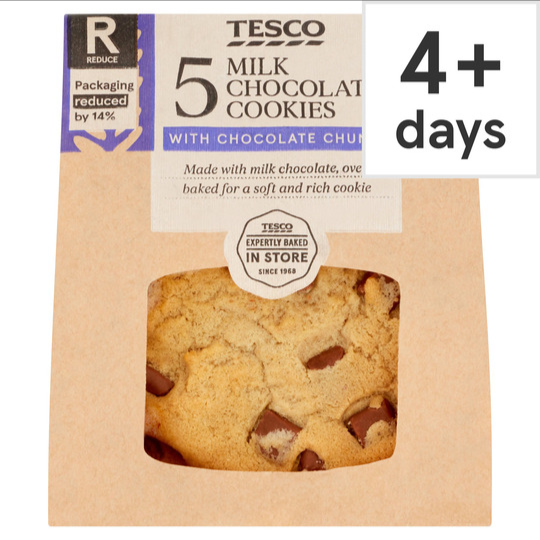 R
REDUCE
Packaging
reduced
by 14%
TESCO
5 MILK
CHOCOLAT
COOKIES
WITH CHOCOLATE CHUN
Made with milk chocolate, ove
baked for a soft and rich cookie
TESCO
EXPERTLY BAKED
IN STORE
SINCE 1968
4+
days